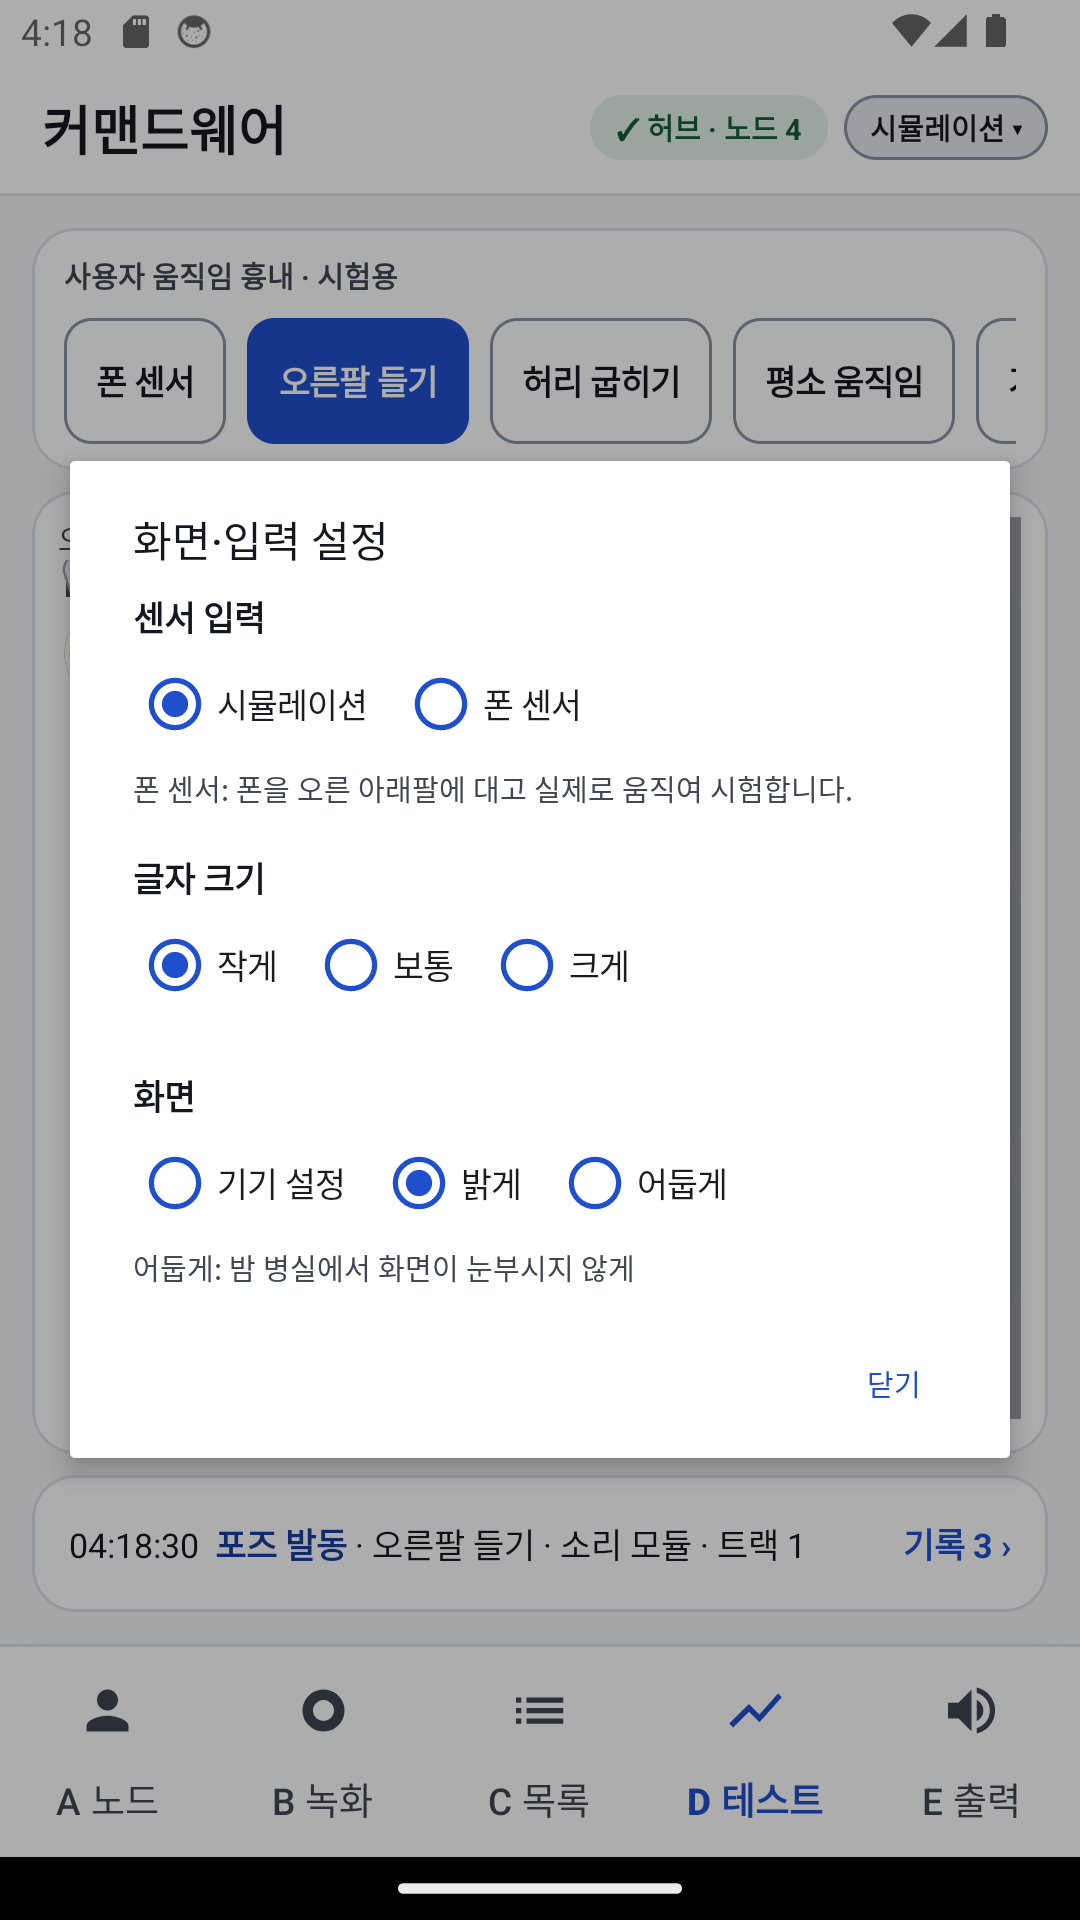 4:18
커맨드웨어
✓ 허브 · 노드 4
시뮬레이션 ▾
사용자 움직임 흉내 · 시험용
폰 센서
오른팔 들기
허리 굽히기
평소 움직임
화면·입력 설정
센서 입력
시뮬레이션
폰 센서
폰 센서: 폰을 오른 아래팔에 대고 실제로 움직여 시험합니다.
글자 크기
작게
보통
크게
화면
기기 설정
밝게
어둡게
어둡게: 밤 병실에서 화면이 눈부시지 않게
닫기
04:18:30 포즈 발동 · 오른팔 들기 · 소리 모듈 · 트랙 1
기록 3 ›
A 노드
B 녹화
C 목록
D 테스트
E 출력